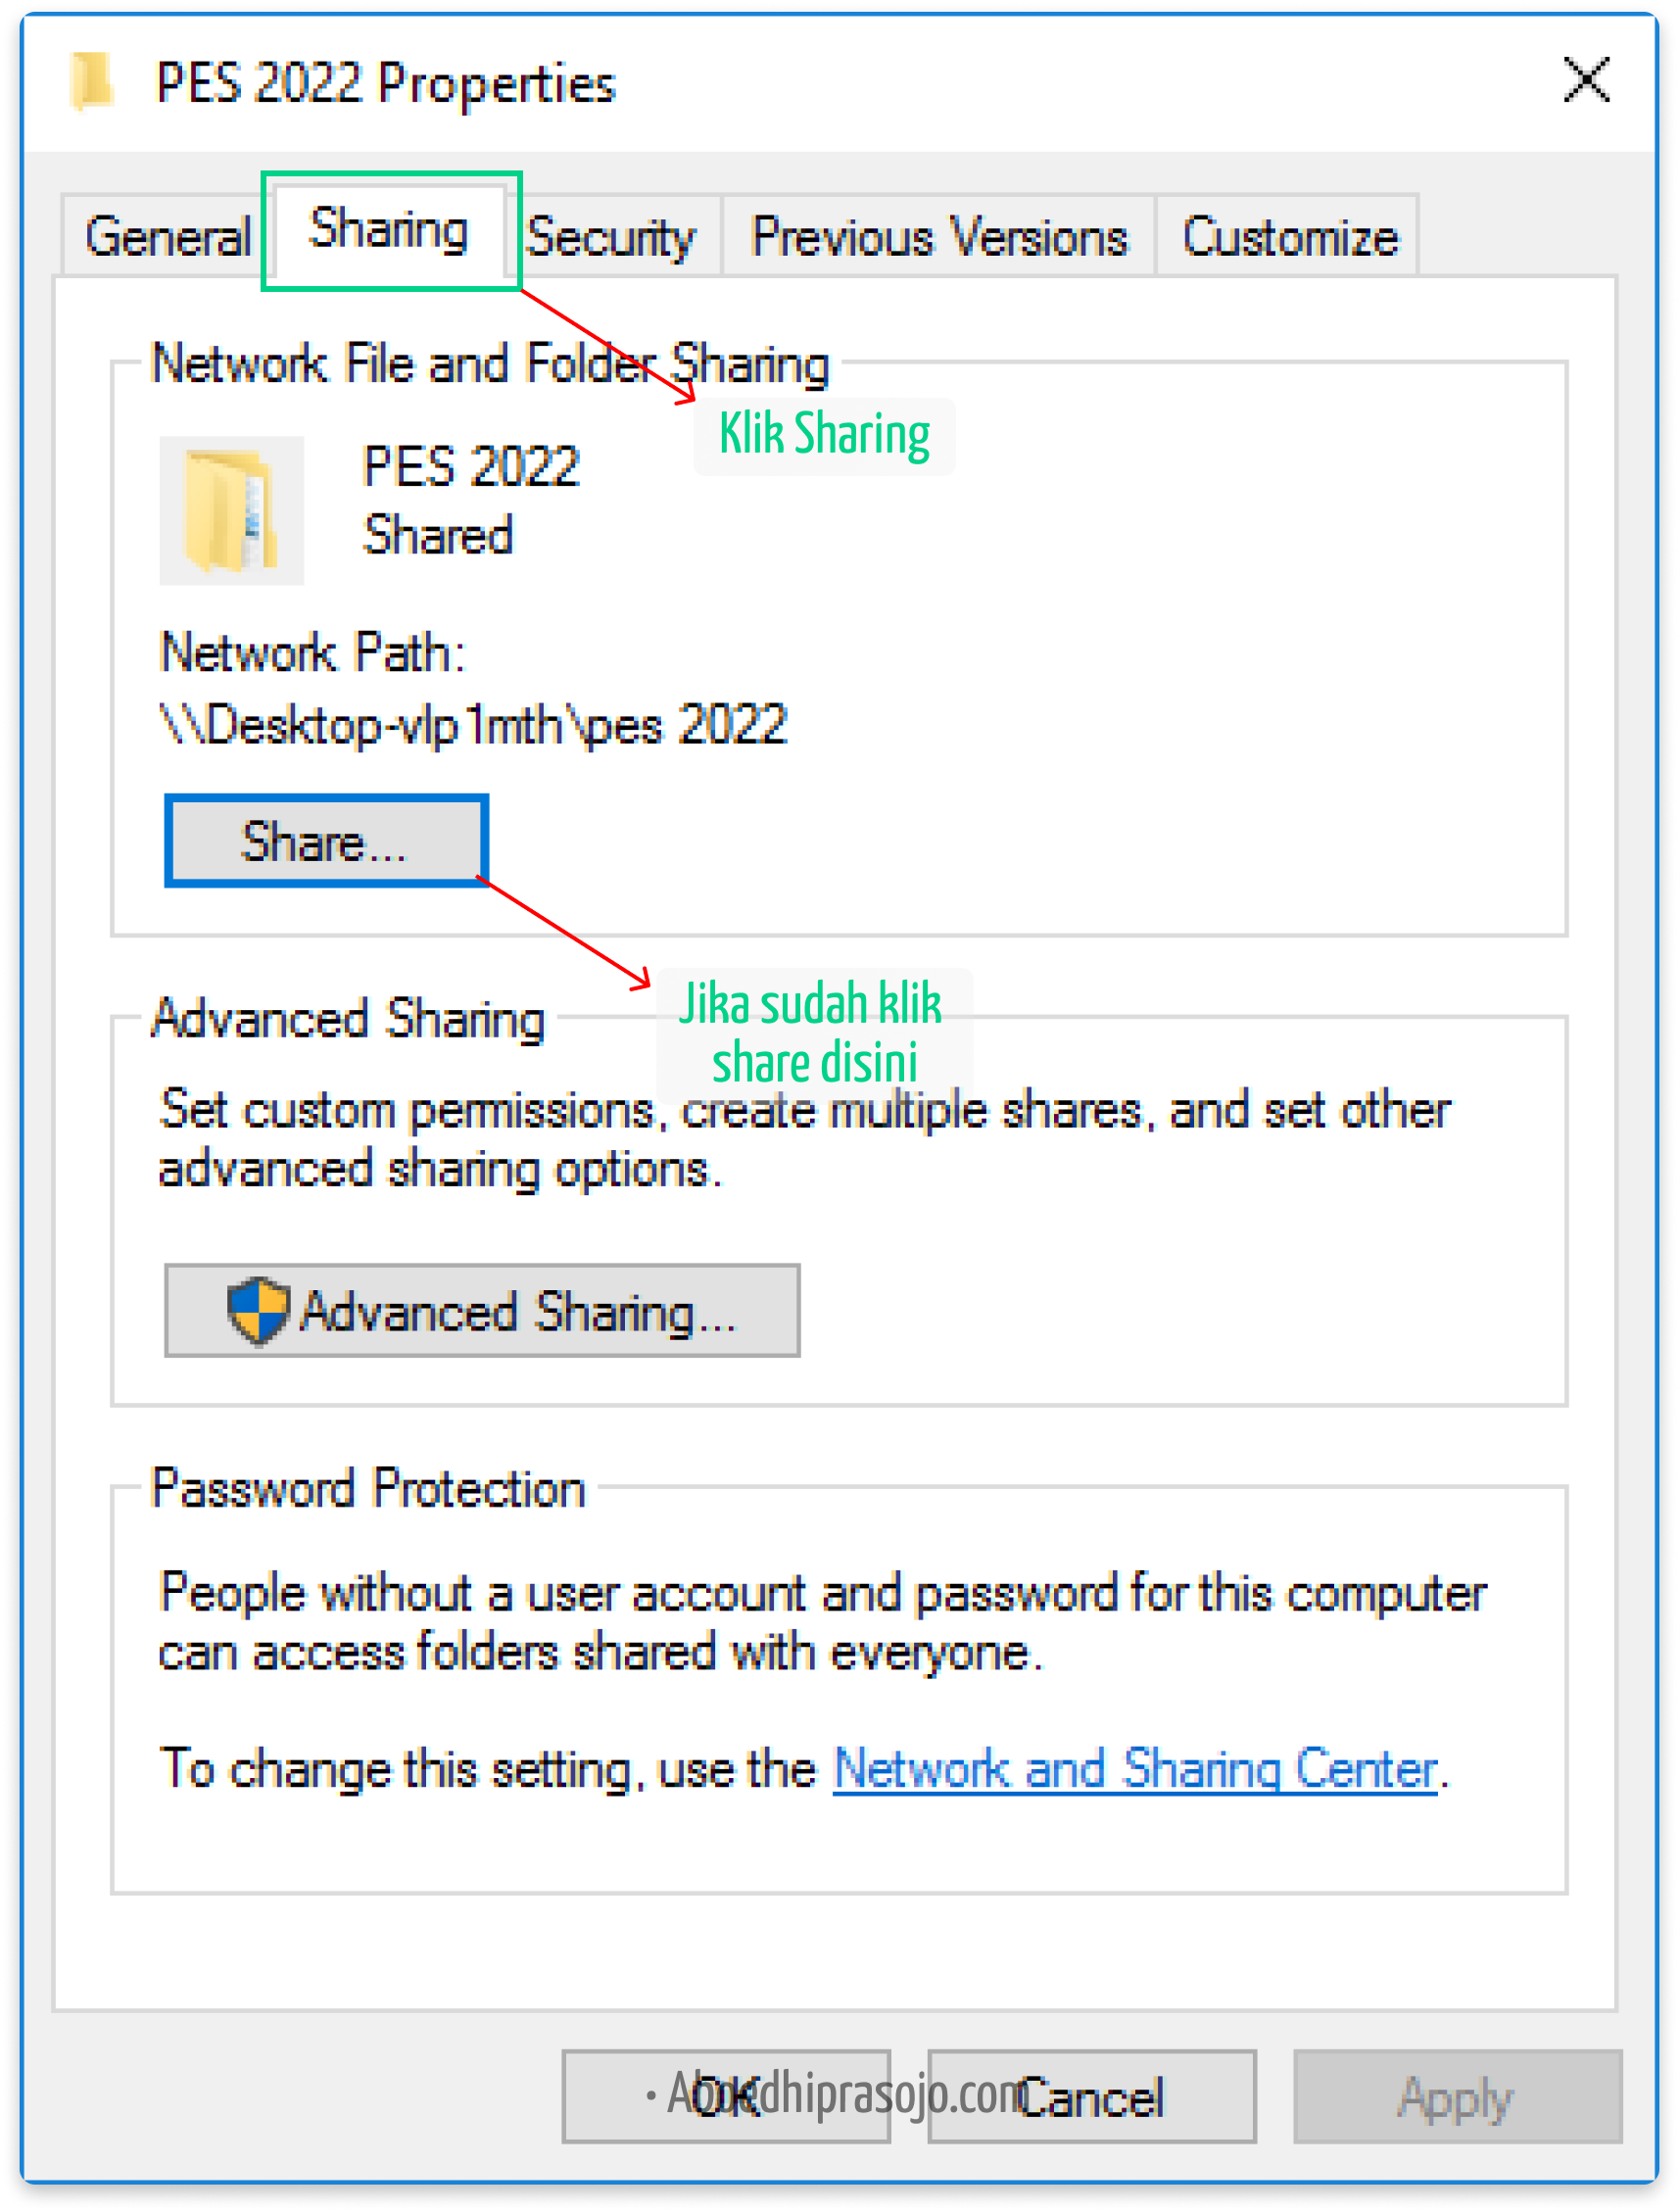 PES 2022 Properties
General
Sharing
Security
Previous Versions
Customize
Network File and Folder Sharing
Klik Sharing
PES 2022
Shared
Network Path:
\\Desktop-vlp1mth\pes 2022
Share...
Jika sudah klik
share disini
Advanced Sharing
Set custom permissions, create multiple shares, and set other
advanced sharing options.
Advanced Sharing...
Password Protection
People without a user account and password for this computer
can access folders shared with everyone.
To change this setting, use the Network and Sharing Center.
OK
Cancel
Apply